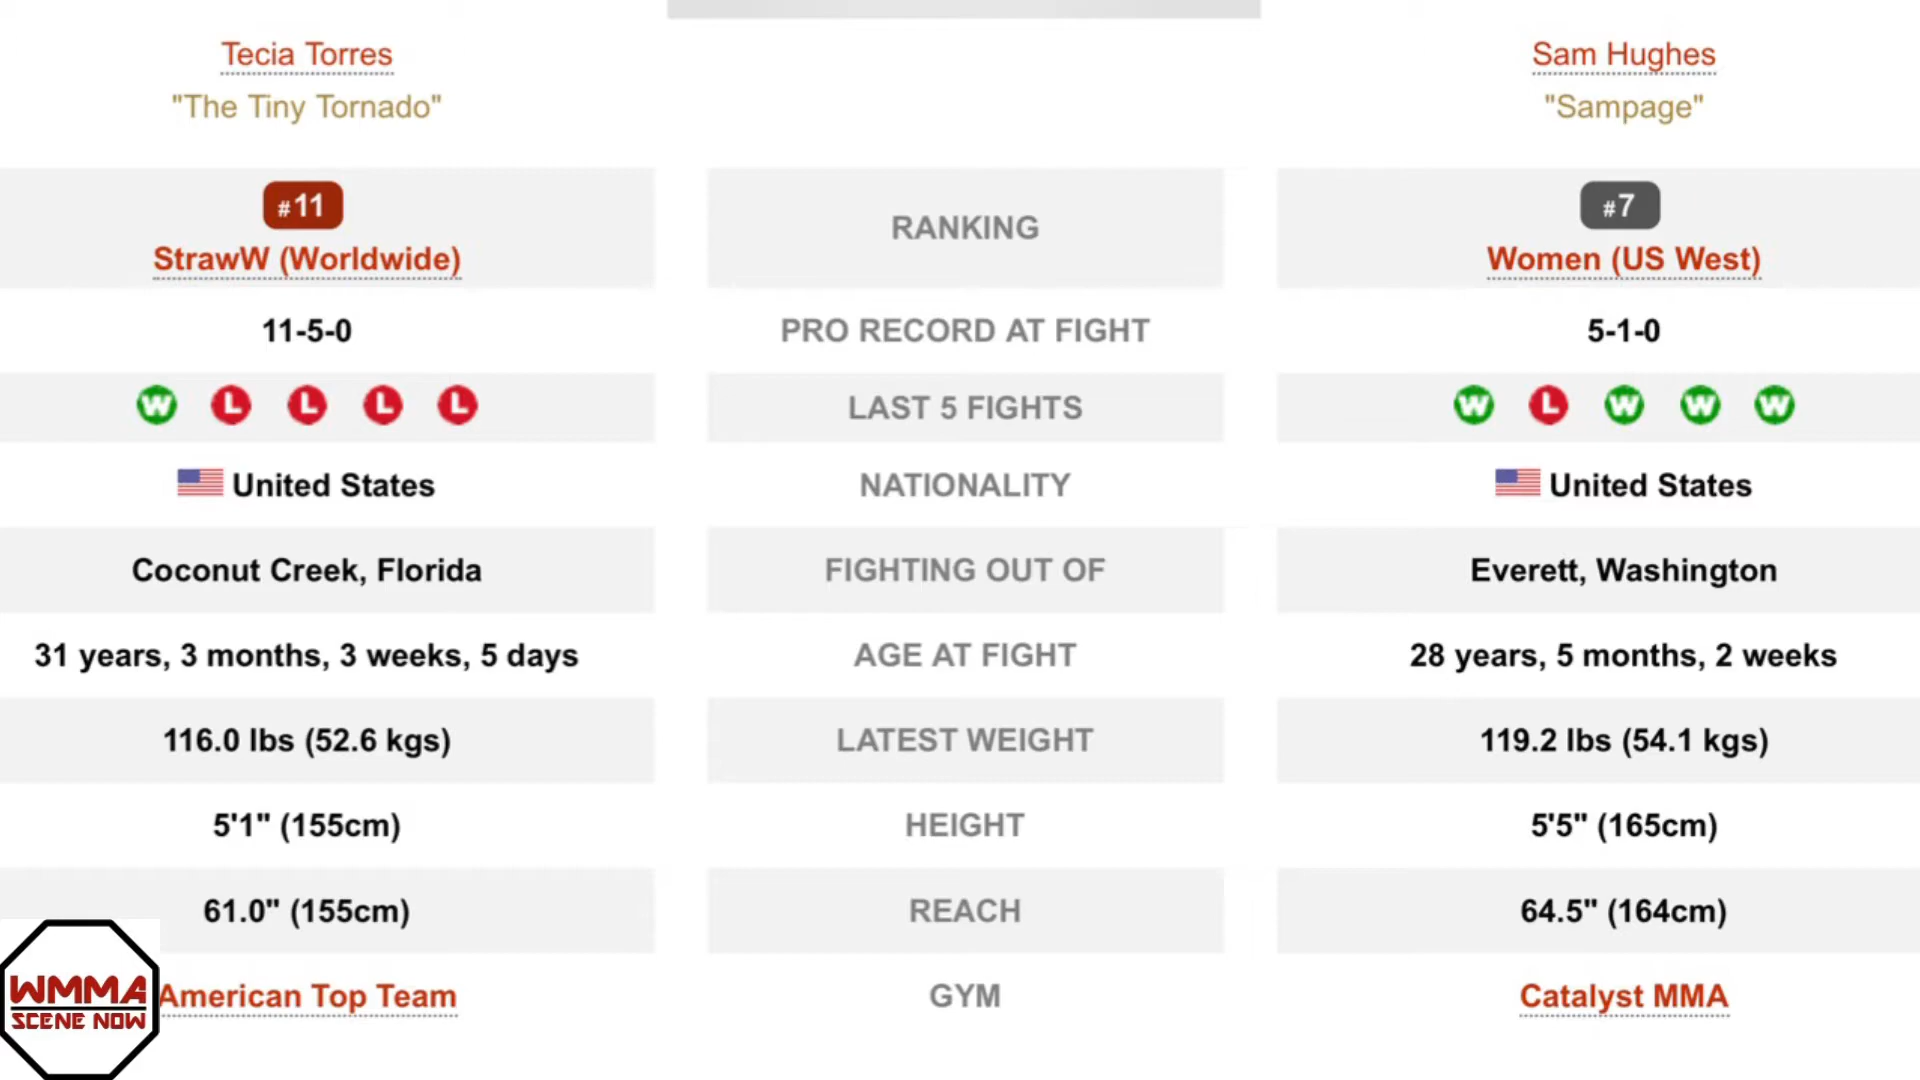 Tecia Torres
Sam Hughes
"The Tiny Tornado"
"Sampage"
#11
#7
StrawW (Worldwide)
RANKING
Women (US West)
11-5-0
PRO RECORD AT FIGHT
5-1-0
W L L L L
LAST 5 FIGHTS
W L W W W
United States
NATIONALITY
United States
Coconut Creek, Florida
FIGHTING OUT OF
Everett, Washington
31 years, 3 months, 3 weeks, 5 days
AGE AT FIGHT
28 years, 5 months, 2 weeks
116.0 lbs (52.6 kgs)
LATEST WEIGHT
119.2 lbs (54.1 kgs)
5'1" (155cm)
HEIGHT
5'5" (165cm)
61.0" (155cm)
REACH
64.5" (164cm)
American Top Team
GYM
Catalyst MMA
WMMA
SCENE NOW